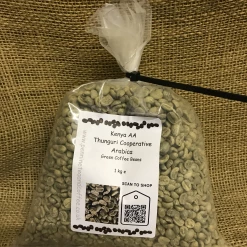 Kenya AA
Thunguri Cooperative
Arabica
Green Coffee Beans
1 kg e
SCAN TO SHOP